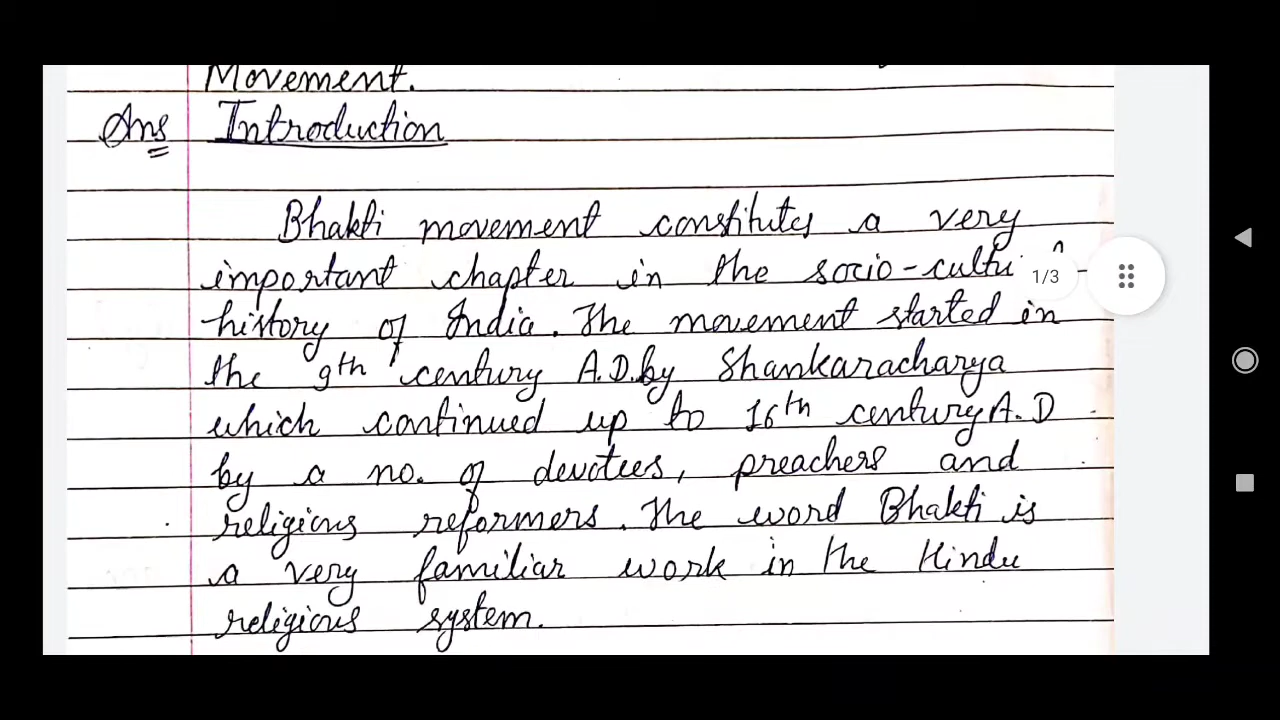 Movement.
Ans Introduction
Bhakti movement constitutes a very
important chapter in the socio-cultu
1/3
history of India. The movement started in
the 9th century A.D. by Shankaracharya
which continued up to 16th century A.D
by a no. of devotees, preachers and
religious reformers. The word Bhakti is
a very familiar work in the Hindu
religious system.